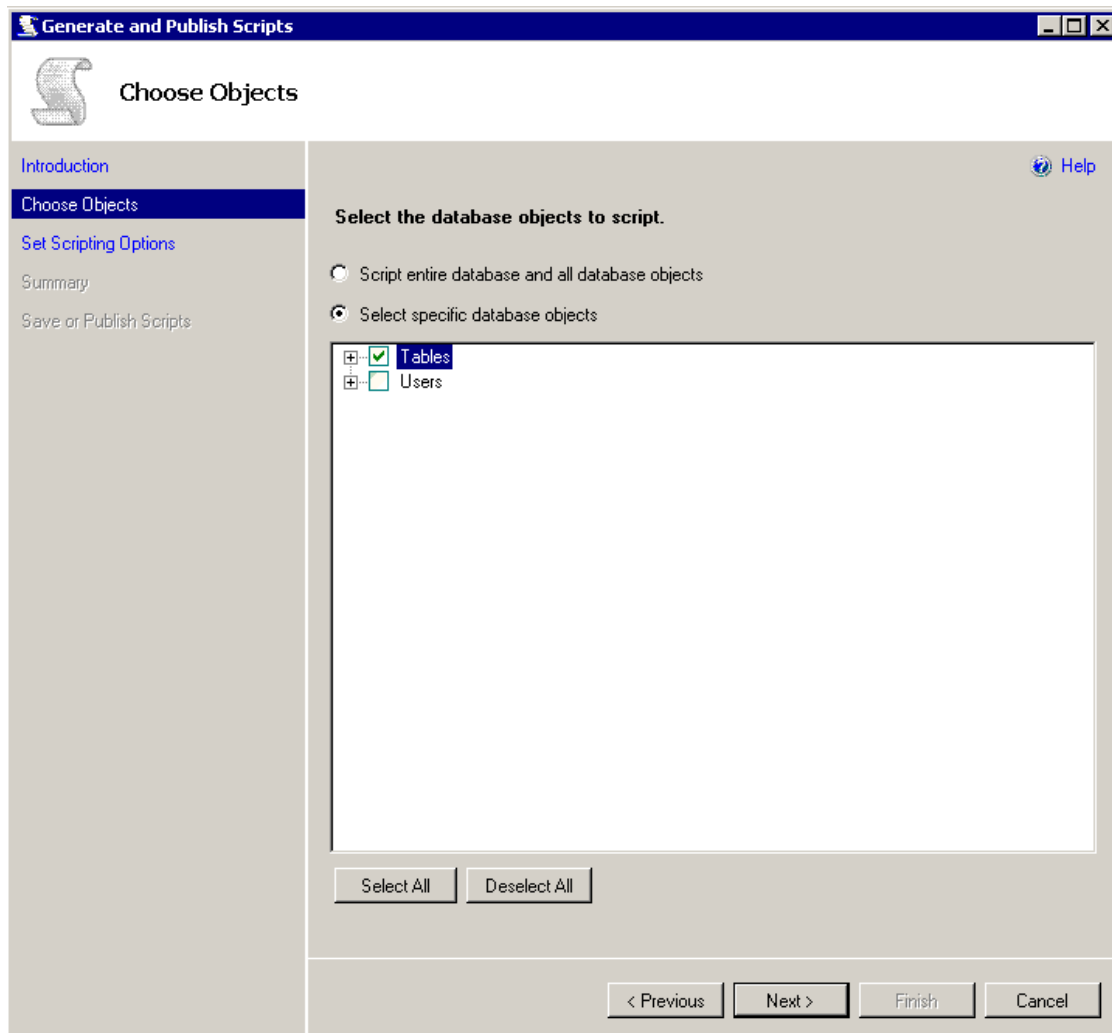 Generate and Publish Scripts
Choose Objects
Introduction
Help
Choose Objects
Select the database objects to script.
Set Scripting Options
Script entire database and all database objects
Summary
Select specific database objects
Save or Publish Scripts
Tables
Users
Select All
Deselect All
< Previous
Next >
Finish
Cancel